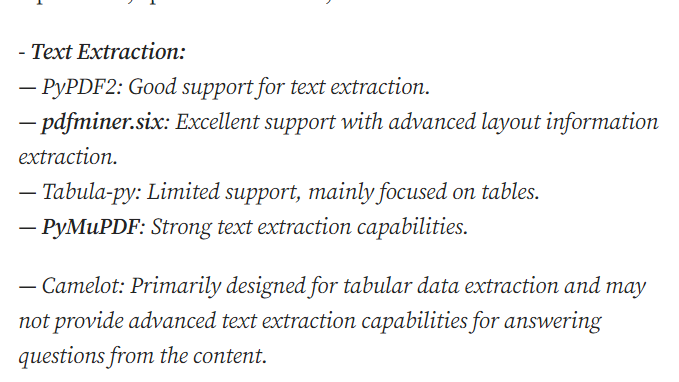 - Text Extraction:
— PyPDF2: Good support for text extraction.
— pdfminer.six: Excellent support with advanced layout information
extraction.
— Tabula-py: Limited support, mainly focused on tables.
— PyMuPDF: Strong text extraction capabilities.
— Camelot: Primarily designed for tabular data extraction and may
not provide advanced text extraction capabilities for answering
questions from the content.